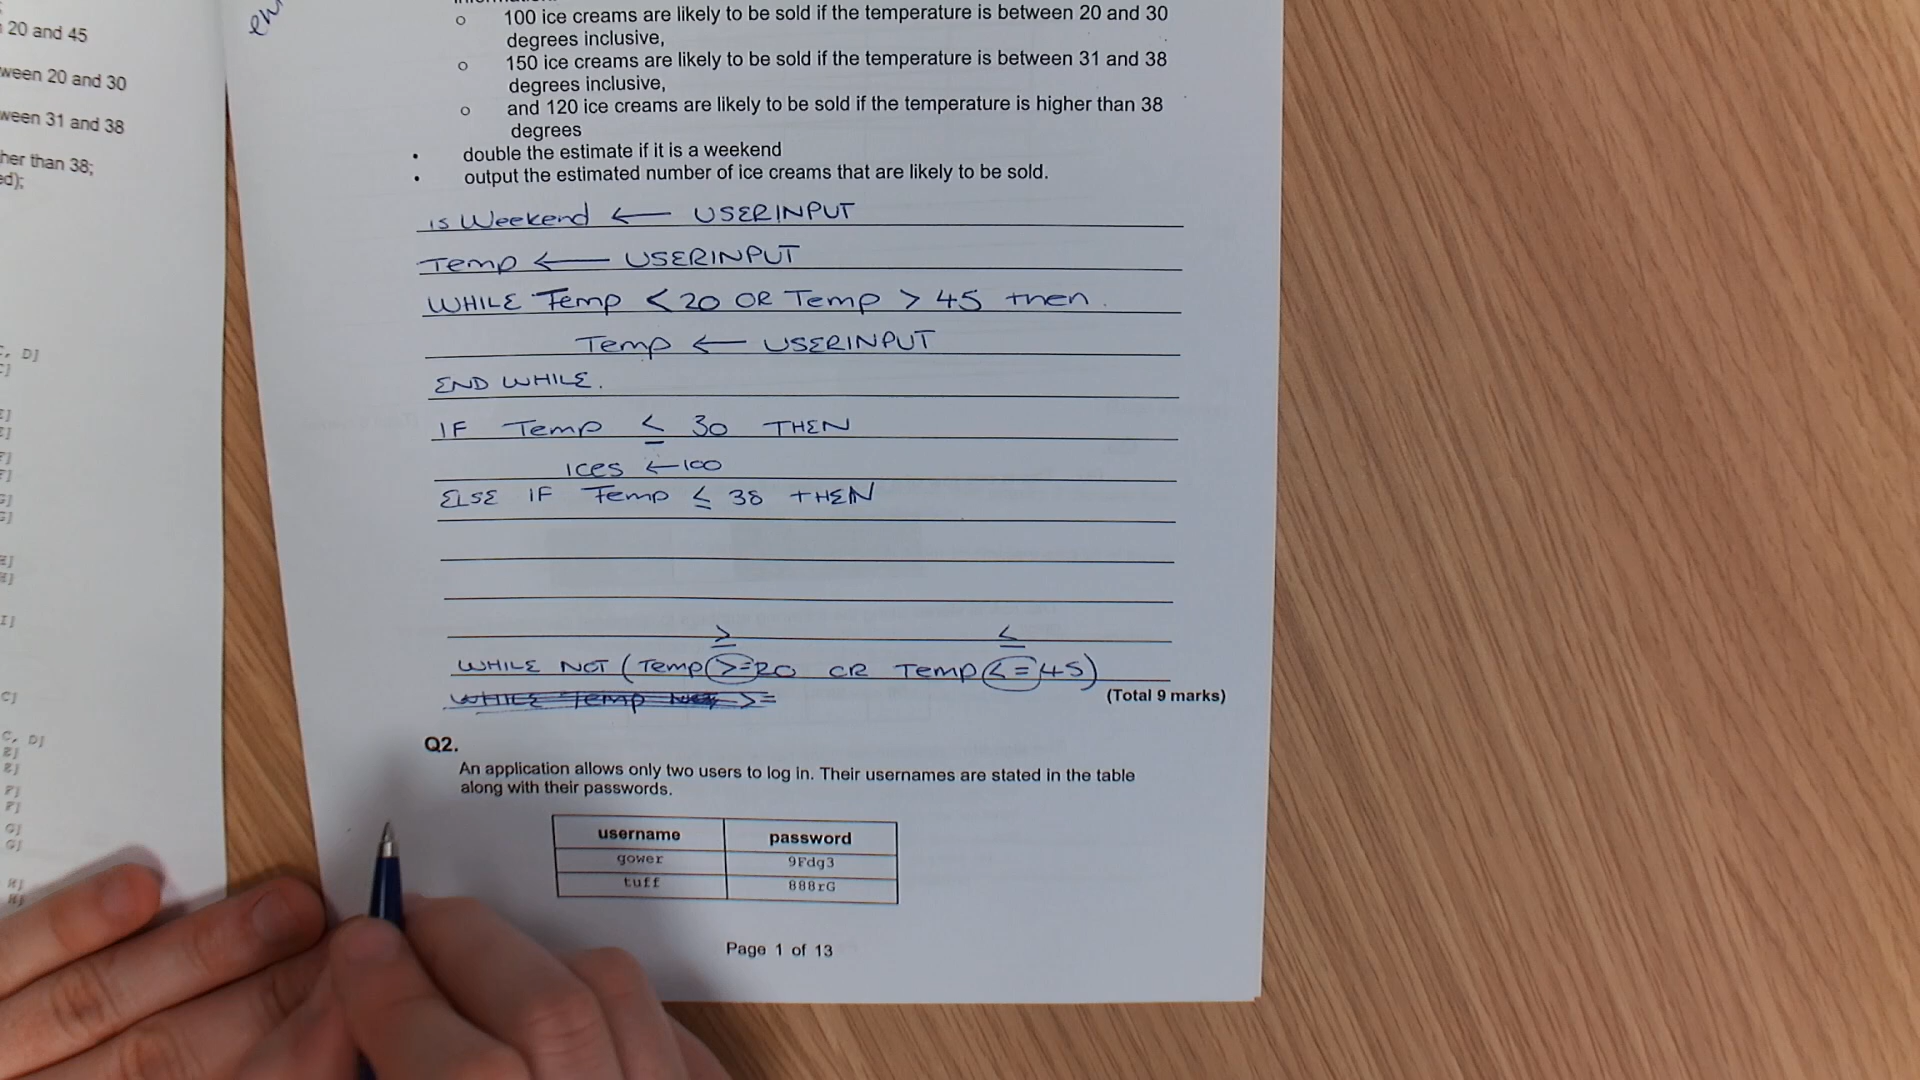 20 and 45
ween 20 and 30
ween 31 and 38
her than 38;
ed);
C, D]
C]
E]
E]
F]
F]
G]
G]
H]
H]
I]
C]
C, D]
E]
E]
F]
F]
G]
G]
H]
H]
o 100 ice creams are likely to be sold if the temperature is between 20 and 30
degrees inclusive,
o 150 ice creams are likely to be sold if the temperature is between 31 and 38
degrees inclusive,
o and 120 ice creams are likely to be sold if the temperature is higher than 38
degrees
• double the estimate if it is a weekend
• output the estimated number of ice creams that are likely to be sold.
is Weekend ← USERINPUT
Temp ← USERINPUT
WHILE Temp < 20 OR Temp > 45 then.
Temp ← USERINPUT
END WHILE.
IF Temp ≤ 30 THEN
ices ← 100
ELSE IF Temp ≤ 38 THEN
≥ ≤
WHILE NOT (Temp >= 20 OR Temp <= 45)
WHILE Temp >=
(Total 9 marks)
Q2.
An application allows only two users to log in. Their usernames are stated in the table
along with their passwords.
username password
gower 9Fdg3
tuff 888rG
Page 1 of 13